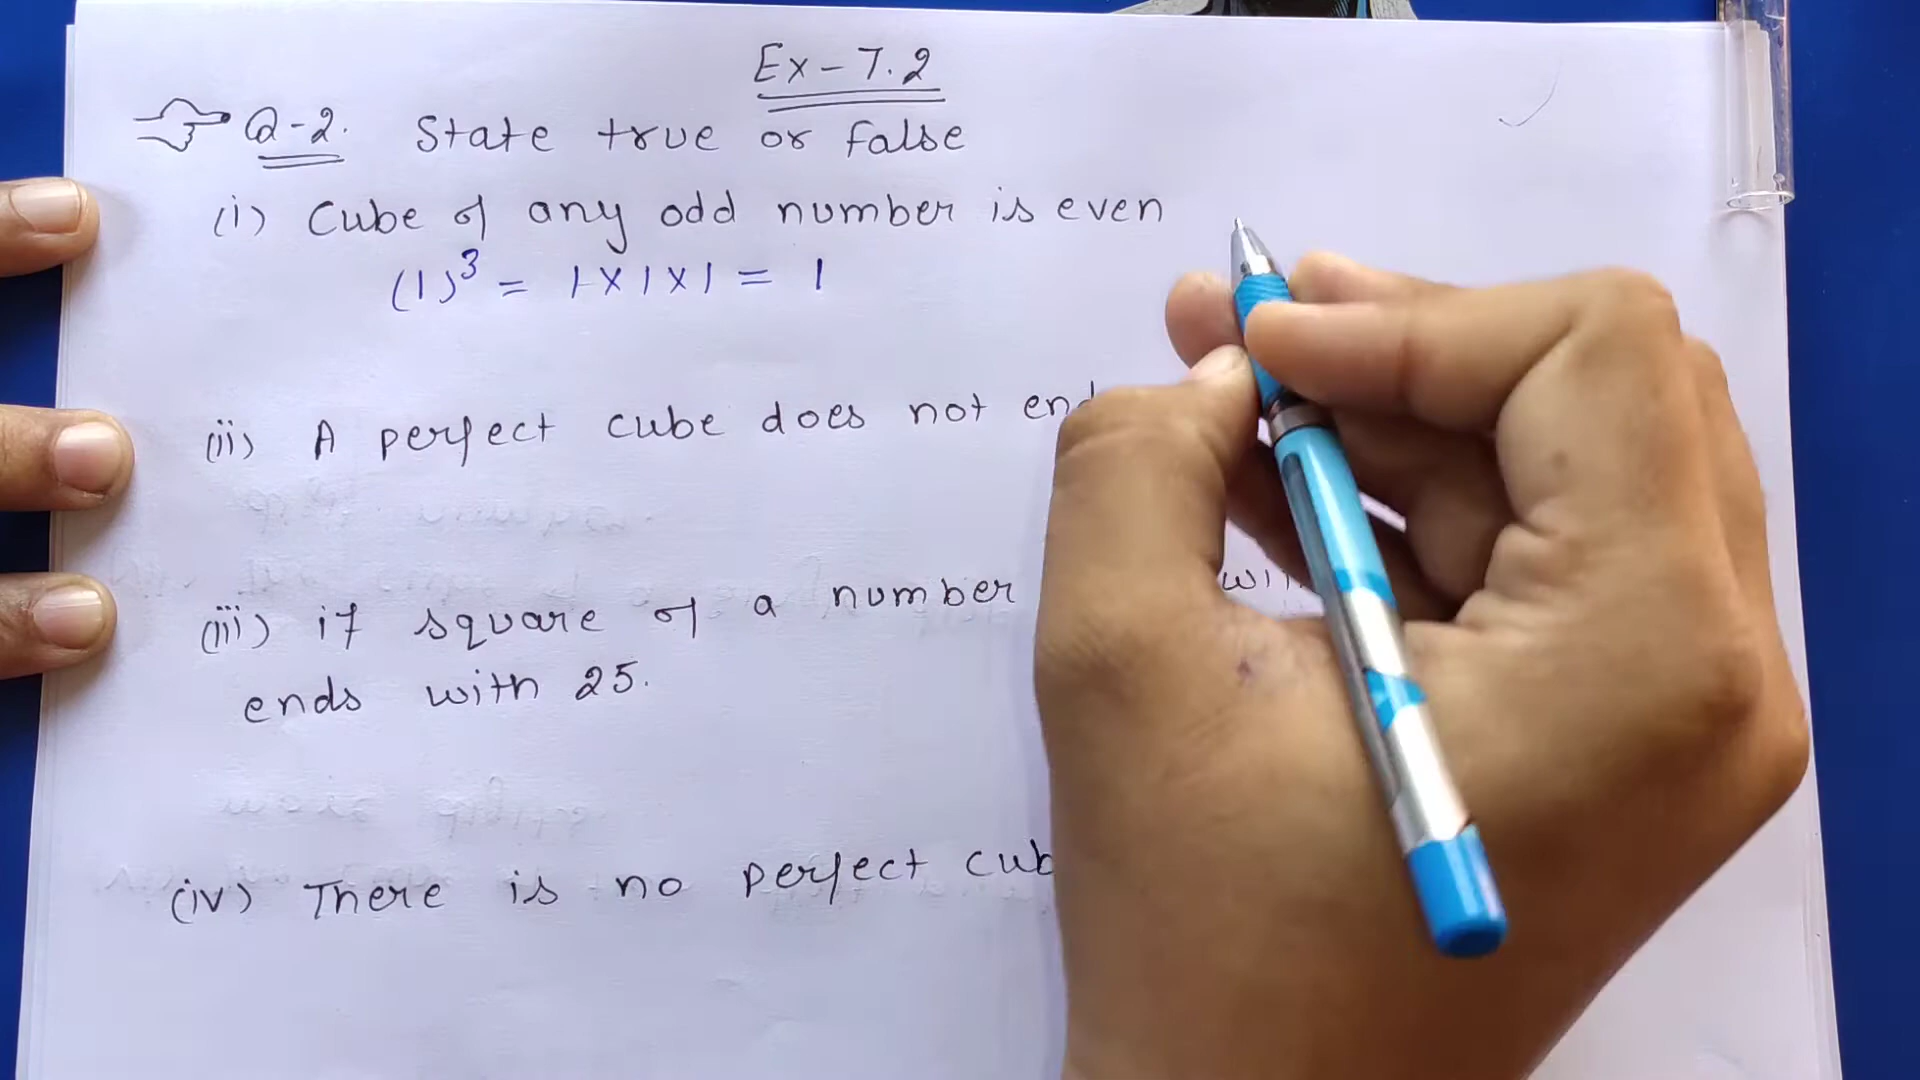 Ex-7.2
Q-2. State true or false
(i) Cube of any odd number is even
(1)³ = 1×1×1 = 1
(ii) A perfect cube does not end
(iii) if square of a number
ends with 25.
(iv) There is no perfect cub